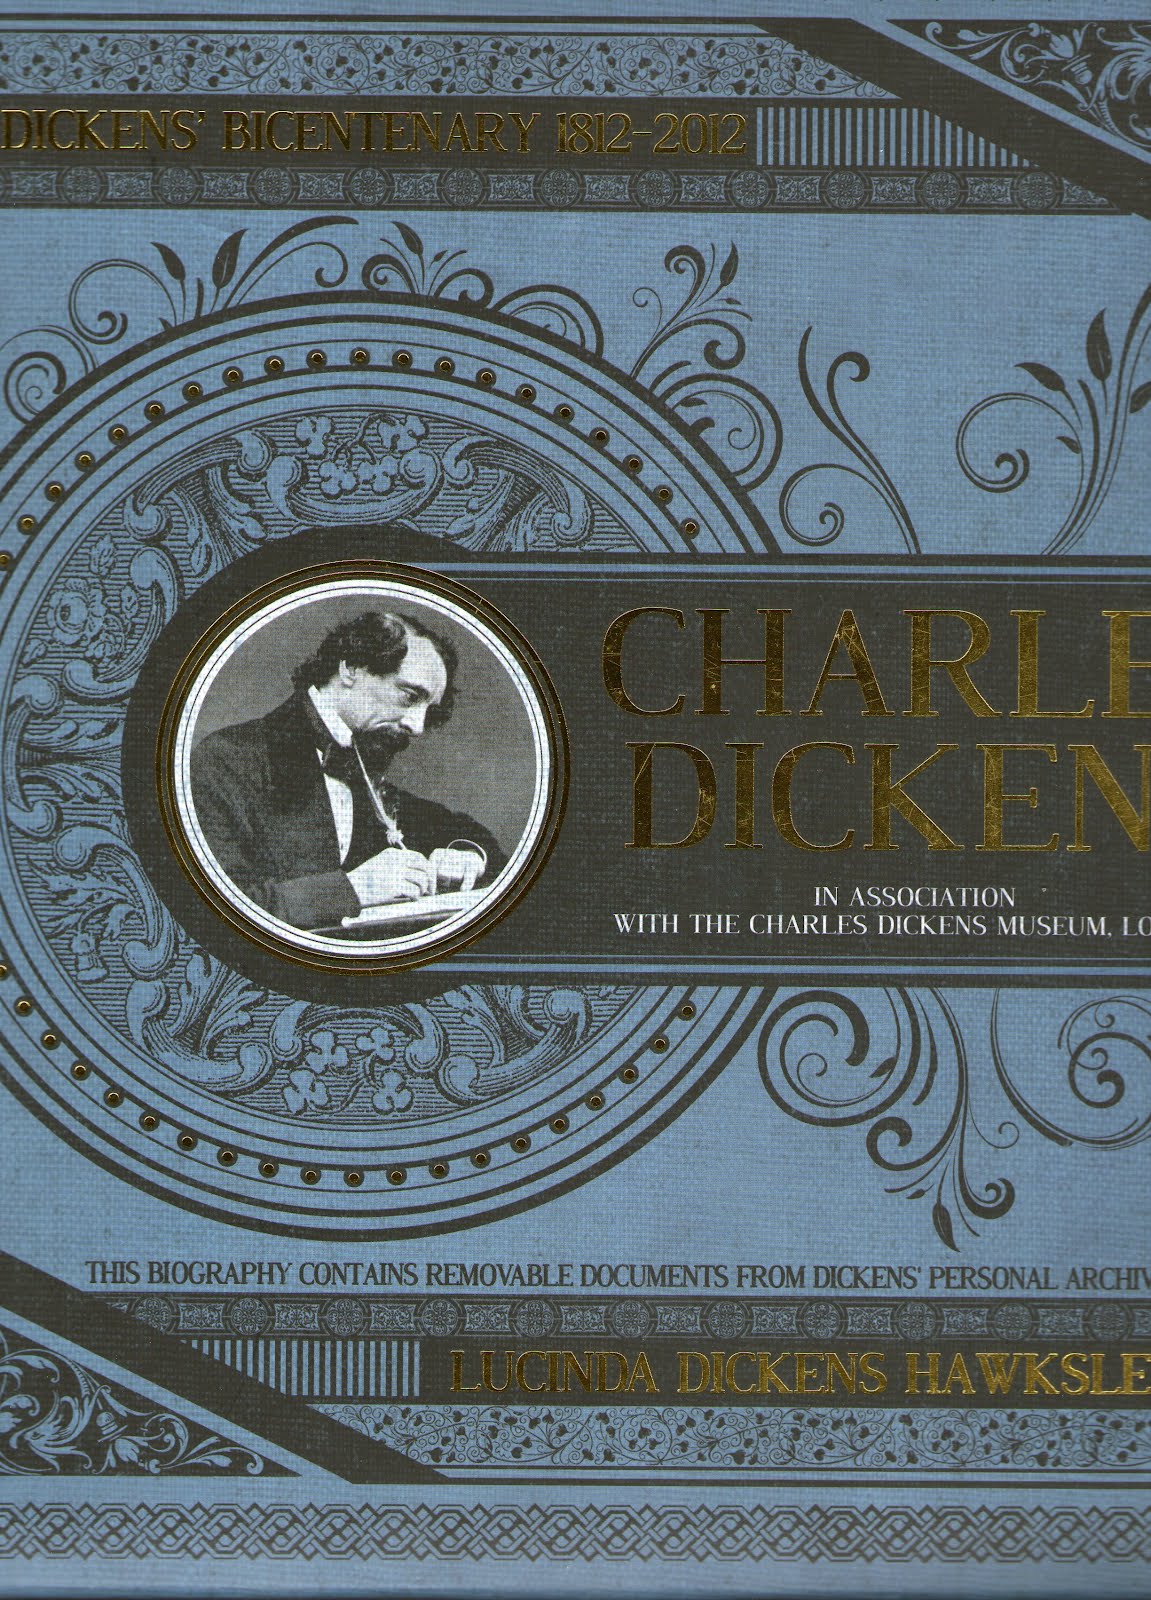 DICKENS' BICENTENARY 1812-2012
CHARLE
DICKEN
IN ASSOCIATION
WITH THE CHARLES DICKENS MUSEUM, LO
THIS BIOGRAPHY CONTAINS REMOVABLE DOCUMENTS FROM DICKENS' PERSONAL ARCHIV
LUCINDA DICKENS HAWKSLE